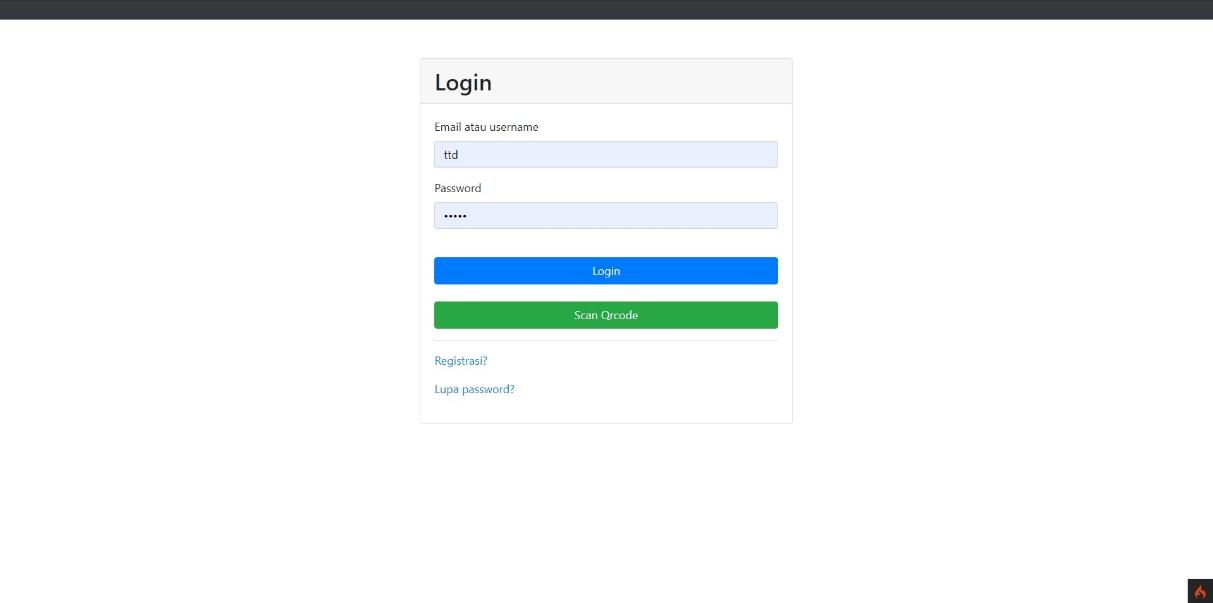 Login
Email atau username
ttd
Password
•••••
Login
Scan Qrcode
Registrasi?
Lupa password?